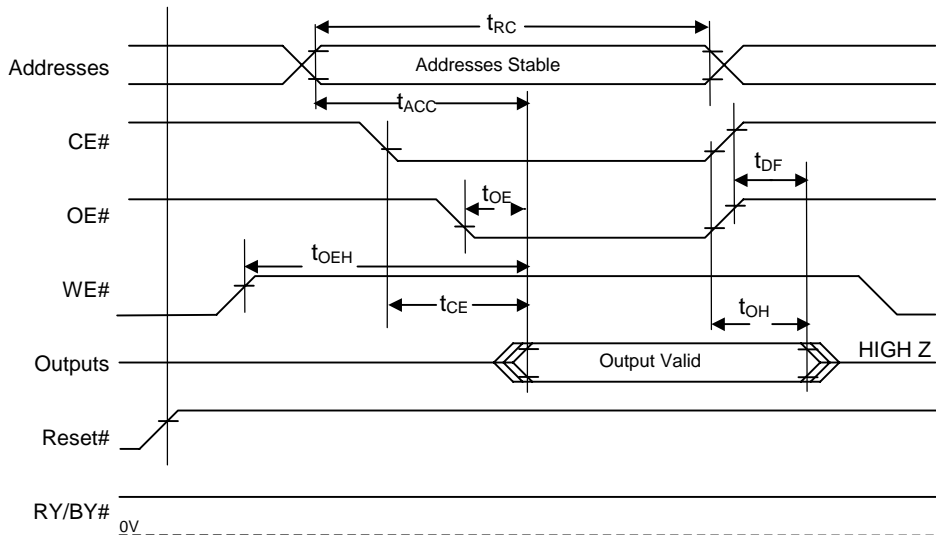 tRC
Addresses
Addresses Stable
tACC
CE#
tDF
tOE
OE#
tOEH
WE#
tCE
tOH
Outputs
Output Valid
HIGH Z
Reset#
RY/BY#
0V